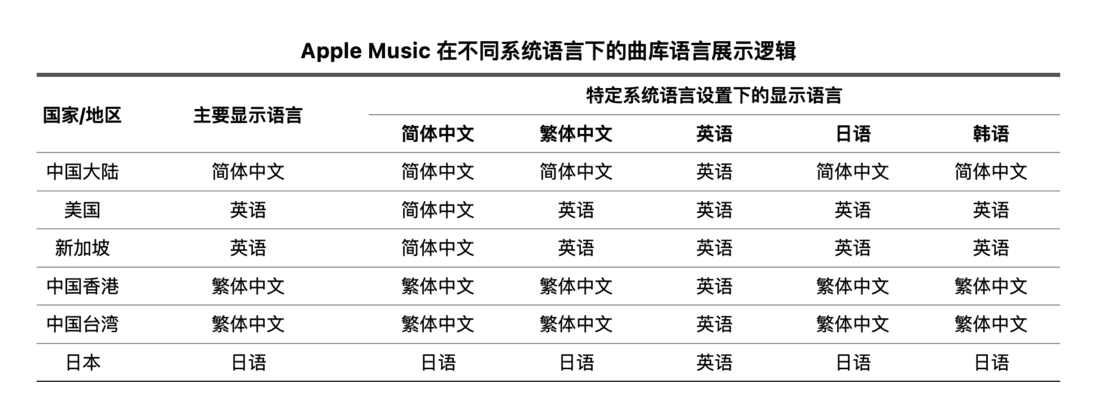 Apple Music 在不同系统语言下的曲库语言展示逻辑
国家/地区 主要显示语言 特定系统语言设置下的显示语言
简体中文 繁体中文 英语 日语 韩语
中国大陆 简体中文 简体中文 简体中文 英语 简体中文 简体中文
美国 英语 简体中文 英语 英语 英语 英语
新加坡 英语 简体中文 英语 英语 英语 英语
中国香港 繁体中文 繁体中文 繁体中文 英语 繁体中文 繁体中文
中国台湾 繁体中文 繁体中文 繁体中文 英语 繁体中文 繁体中文
日本 日语 日语 日语 英语 日语 日语